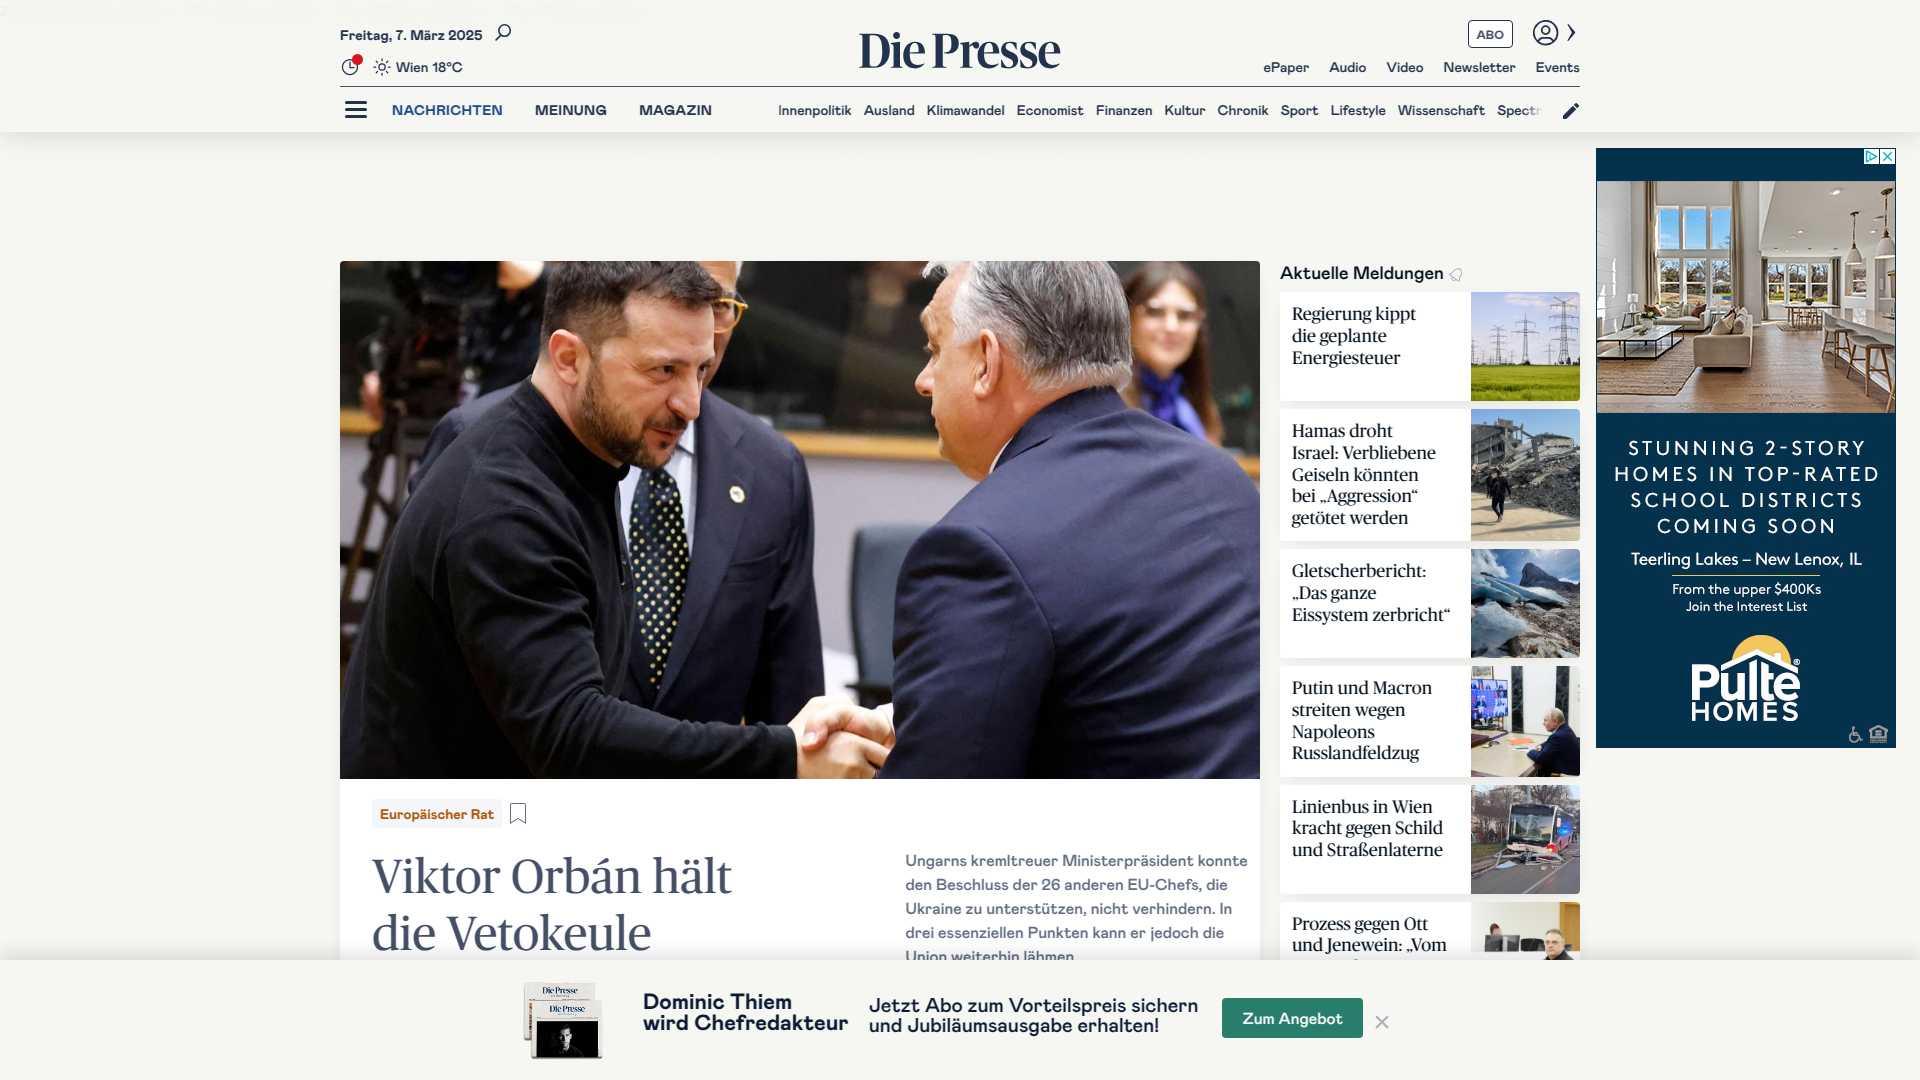 Freitag, 7. März 2025
Wien 18°C
Die Presse
ABO
ePaper Audio Video Newsletter Events
NACHRICHTEN MEINUNG MAGAZIN
Innenpolitik Ausland Klimawandel Economist Finanzen Kultur Chronik Sport Lifestyle Wissenschaft Spectr
Europäischer Rat
Viktor Orbán hält
die Vetokeule
Ungarns kremltreuer Ministerpräsident konnte
den Beschluss der 26 anderen EU-Chefs, die
Ukraine zu unterstützen, nicht verhindern. In
drei essenziellen Punkten kann er jedoch die
Union weiterhin lähmen
Aktuelle Meldungen
Regierung kippt
die geplante
Energiesteuer
Hamas droht
Israel: Verbliebene
Geiseln könnten
bei „Aggression“
getötet werden
Gletscherbericht:
„Das ganze
Eissystem zerbricht“
Putin und Macron
streiten wegen
Napoleons
Russlandfeldzug
Linienbus in Wien
kracht gegen Schild
und Straßenlaterne
Prozess gegen Ott
und Jenewein: „Vom
STUNNING 2-STORY
HOMES IN TOP-RATED
SCHOOL DISTRICTS
COMING SOON
Teerling Lakes – New Lenox, IL
From the upper $400Ks
Join the Interest List
Pulte®
HOMES
Die Presse
Die Presse
Dominic Thiem
wird Chefredakteur
Jetzt Abo zum Vorteilspreis sichern
und Jubiläumsausgabe erhalten!
Zum Angebot